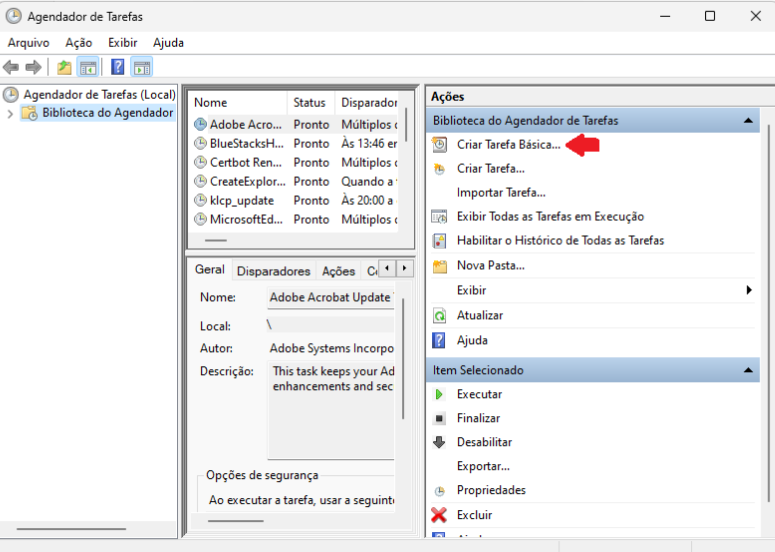 Agendador de Tarefas
Arquivo Ação Exibir Ajuda
Agendador de Tarefas (Local)
Biblioteca do Agendador
Nome Status Disparador
Adobe Acro... Pronto Múltiplos
BlueStacksH... Pronto Às 13:46 er
Certbot Ren... Pronto Múltiplos
CreateExplor... Pronto Quando a
klcp_update Pronto Às 20:00 a
MicrosoftEd... Pronto Múltiplos
Geral Disparadores Ações
Nome: Adobe Acrobat Update
Local: \
Autor: Adobe Systems Incorpo
Descrição: This task keeps your Ad
enhancements and sec
Opções de segurança
Ao executar a tarefa, usar a seguint
Ações
Biblioteca do Agendador de Tarefas
Criar Tarefa Básica...
Criar Tarefa...
Importar Tarefa...
Exibir Todas as Tarefas em Execução
Habilitar o Histórico de Todas as Tarefas
Nova Pasta...
Exibir
Atualizar
Ajuda
Item Selecionado
Executar
Finalizar
Desabilitar
Exportar...
Propriedades
Excluir